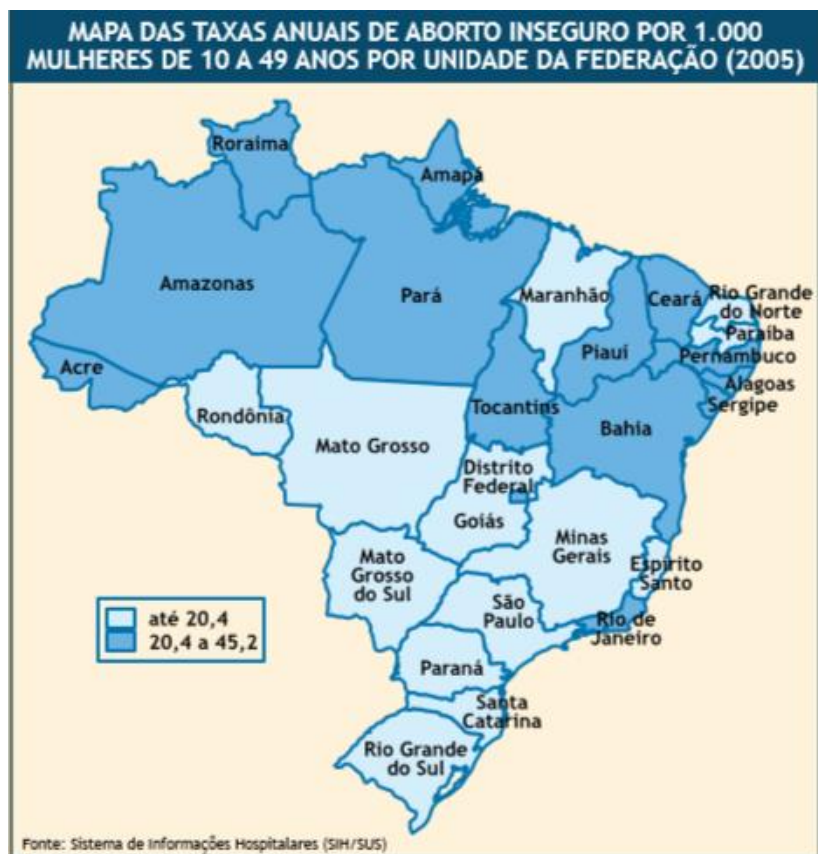 MAPA DAS TAXAS ANUAIS DE ABORTO INSEGURO POR 1.000
MULHERES DE 10 A 49 ANOS POR UNIDADE DA FEDERAÇÃO (2005)
Roraima
Amapá
Amazonas
Pará
Maranhão
Ceará
Rio Grande
do Norte
Paraíba
Piauí
Pernambuco
Acre
Alagoas
Sergipe
Tocantins
Rondônia
Bahia
Mato Grosso
Distrito
Federal
Goiás
Minas
Gerais
Mato
Grosso
do Sul
Espírito
Santo
São
Paulo
Rio de
Janeiro
até 20,4
20,4 a 45,2
Paraná
Santa
Catarina
Rio Grande
do Sul
Fonte: Sistema de Informações Hospitalares (SIH/SUS)